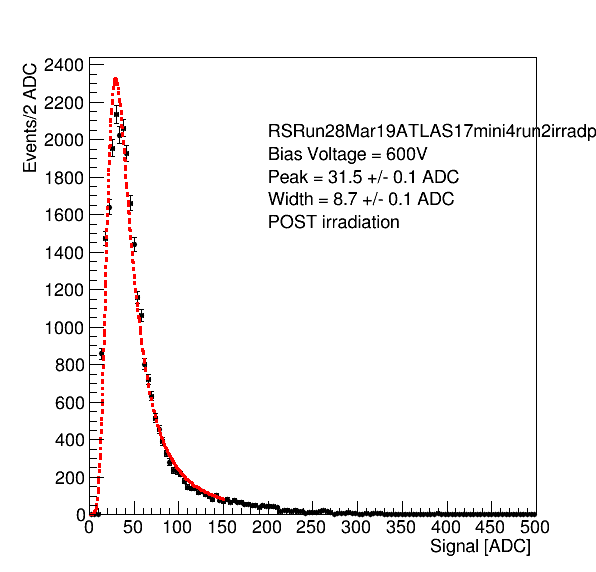 Events/2 ADC
2400
2200
2000
1800
1600
1400
1200
1000
800
600
400
200
0
RSRun28Mar19ATLAS17mini4run2irradp
Bias Voltage = 600V
Peak = 31.5 +/- 0.1 ADC
Width = 8.7 +/- 0.1 ADC
POST irradiation
0 50 100 150 200 250 300 350 400 450 500
Signal [ADC]